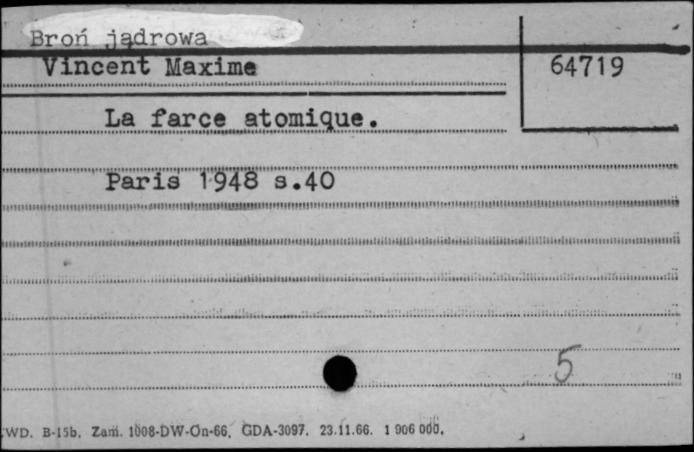 Broń jądrowa
Vincent Maxime
64719
La farce atomique.
Paris 1948 s.40
5
WD. B-15b. Zam. 1008-DW-On-66. GDA-3097. 23.11.66. 1 906 000.